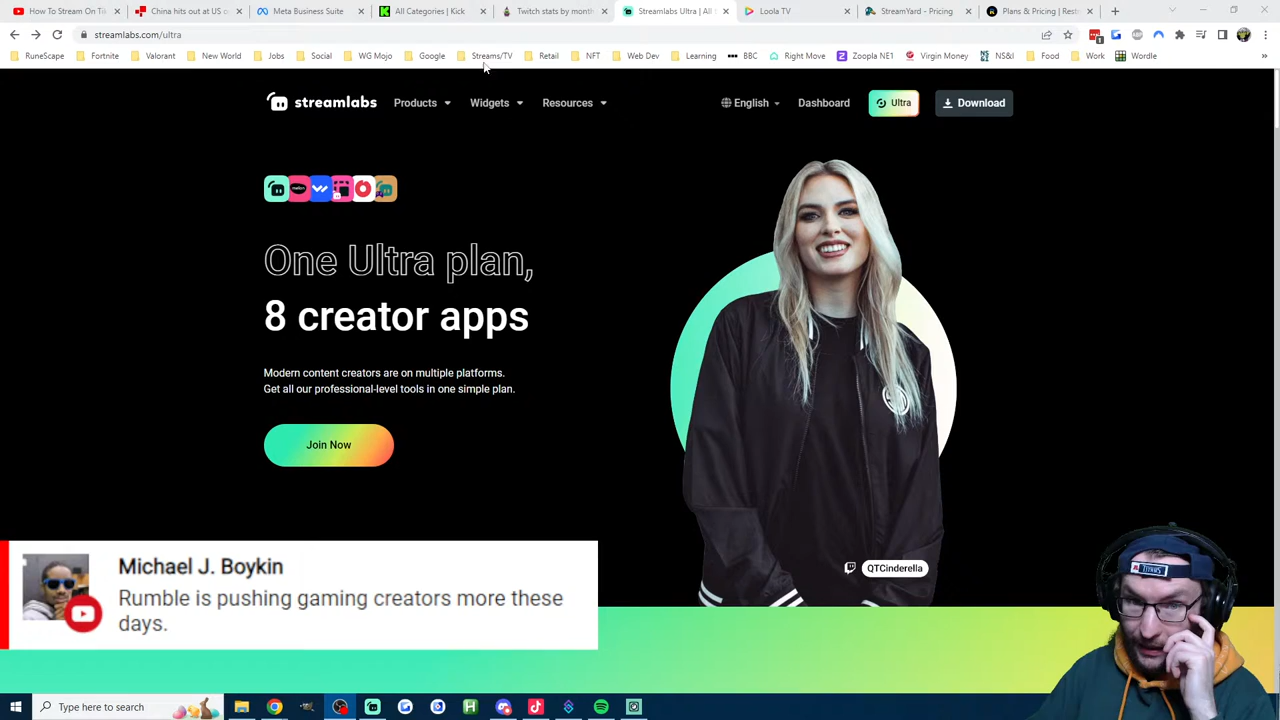 How To Stream On Ti
China hits out at US o
Meta Business Suite
All Categories | Kick
Twitch stats by month
Streamlabs Ultra | All S
Loola TV
StreamYard - Pricing
Plans & Pricing | Rest
streamlabs.com/ultra
RuneScape
Fortnite
Valorant
New World
Jobs
Social
WG Mojo
Google
Streams/TV
Retail
NFT
Web Dev
Learning
BBC
Right Move
Zoopla NE1
Virgin Money
NS&I
Food
Work
Wordle
streamlabs
Products
Widgets
Resources
English
Dashboard
Ultra
Download
One Ultra plan,
8 creator apps
Modern content creators are on multiple platforms.
Get all our professional-level tools in one simple plan.
Join Now
QTCinderella
Michael J. Boykin
Rumble is pushing gaming creators more these
days.
Type here to search